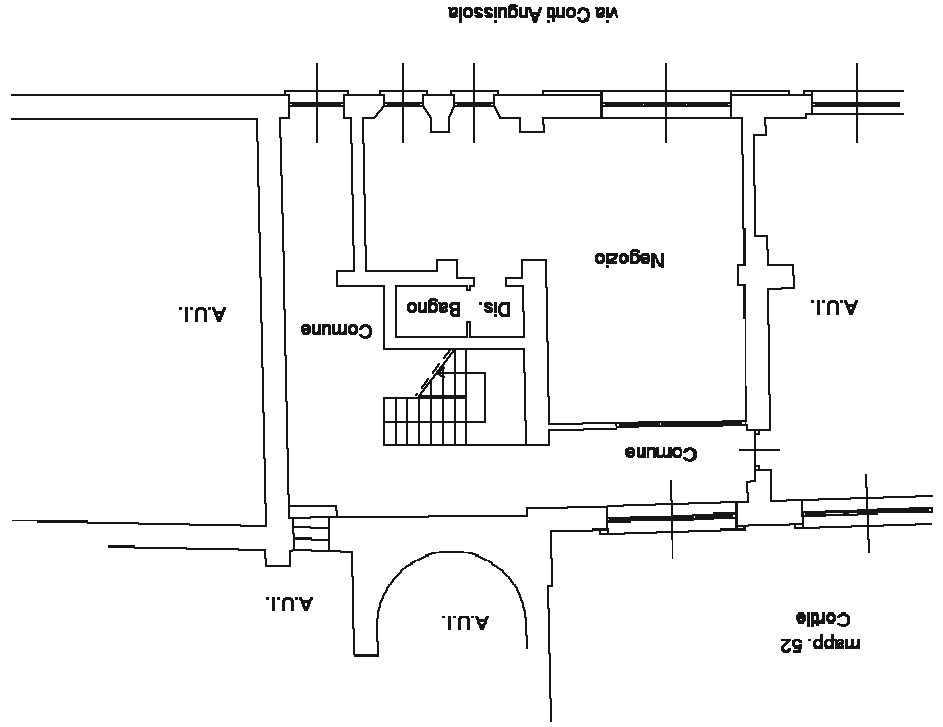 mapp. 52
Cortile
A.U.I.
A.U.I.
Comune
Comune
A.U.I.
Dis.
Bagno
A.U.I.
Negozio
via Conti Anguissola